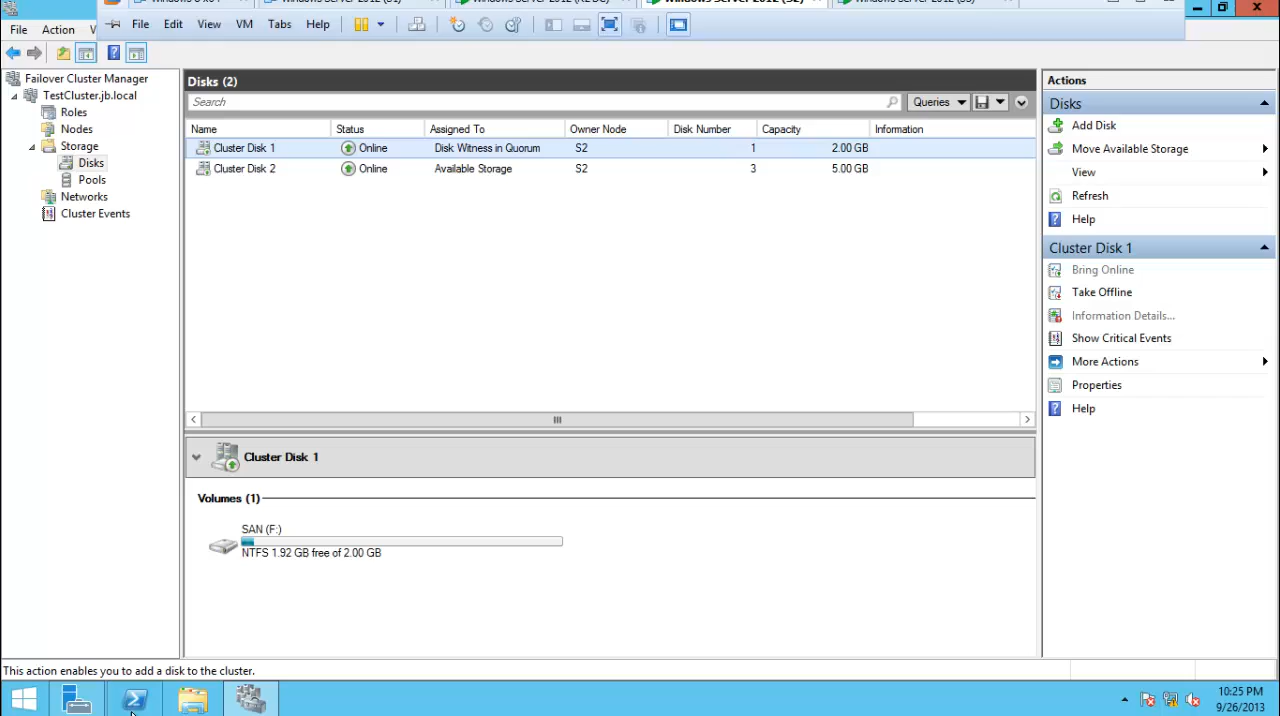 File Edit View VM Tabs Help
File Action V
Failover Cluster Manager
TestCluster.jb.local
Roles
Nodes
Storage
Disks
Pools
Networks
Cluster Events
Disks (2)
Search
Queries
Name Status Assigned To Owner Node Disk Number Capacity Information
Cluster Disk 1 Online Disk Witness in Quorum S2 1 2.00 GB
Cluster Disk 2 Online Available Storage S2 3 5.00 GB
Cluster Disk 1
Volumes (1)
SAN (F:)
NTFS 1.92 GB free of 2.00 GB
Actions
Disks
Add Disk
Move Available Storage
View
Refresh
Help
Cluster Disk 1
Bring Online
Take Offline
Information Details...
Show Critical Events
More Actions
Properties
Help
This action enables you to add a disk to the cluster.
10:25 PM
9/26/2013